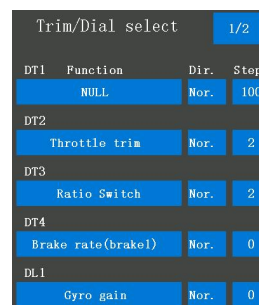 Trim/Dial select 1/2
DT1 Function Dir. Step
NULL Nor. 100
DT2
Throttle trim Nor. 2
DT3
Ratio Switch Nor. 2
DT4
Brake rate(brake1) Nor. 0
DL1
Gyro gain Nor. 0